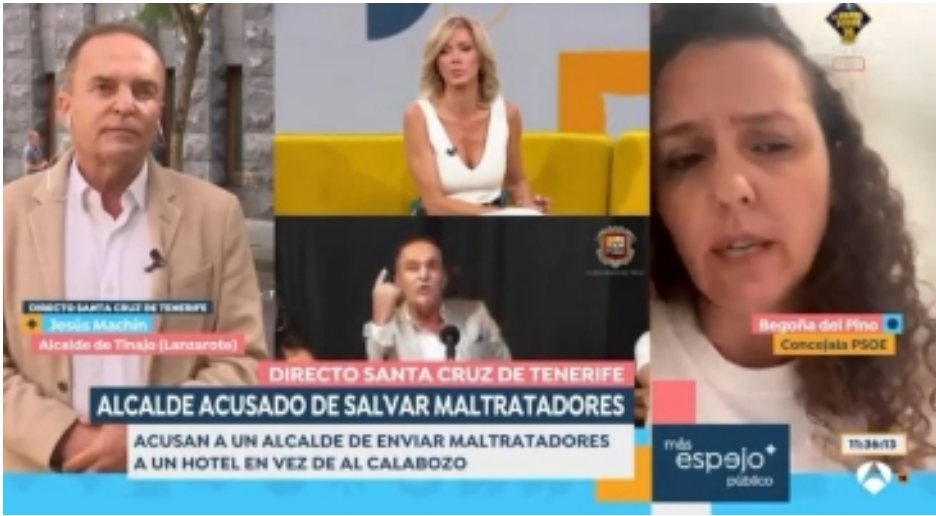 DIRECTO SANTA CRUZ DE TENERIFE
Jesús Machín
Alcalde de Tinajo (Lanzarote)
Begoña del Pino
Concejala PSOE
DIRECTO SANTA CRUZ DE TENERIFE
ALCALDE ACUSADO DE SALVAR MALTRATADORES
ACUSAN A UN ALCALDE DE ENVIAR MALTRATADORES
A UN HOTEL EN VEZ DE AL CALABOZO
más
espejo+
público
11:36:13